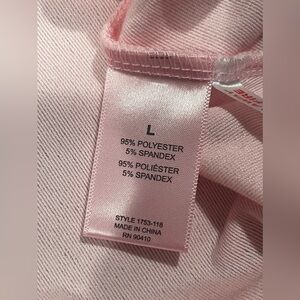 L
95% POLYESTER
5% SPANDEX
95% POLIÉSTER
5% SPANDEX
STYLE 1753-118
MADE IN CHINA
RN 90410